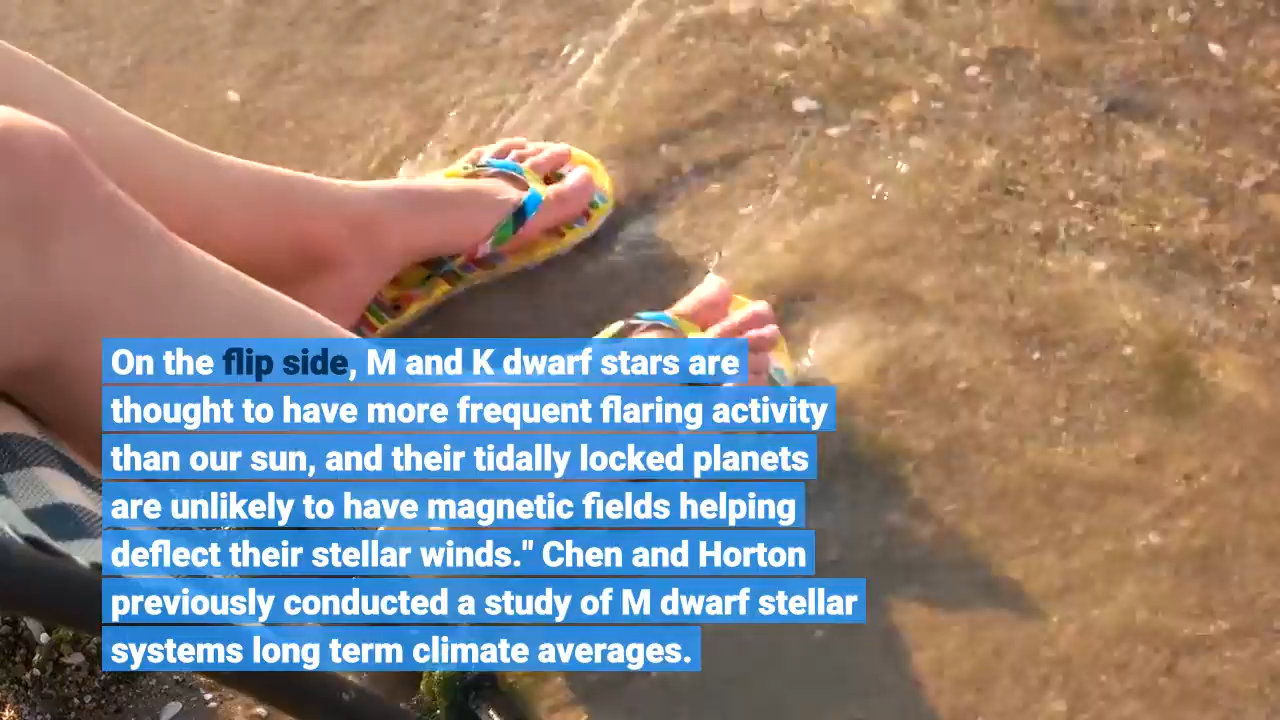 On the flip side, M and K dwarf stars are
thought to have more frequent flaring activity
than our sun, and their tidally locked planets
are unlikely to have magnetic fields helping
deflect their stellar winds." Chen and Horton
previously conducted a study of M dwarf stellar
systems long term climate averages.